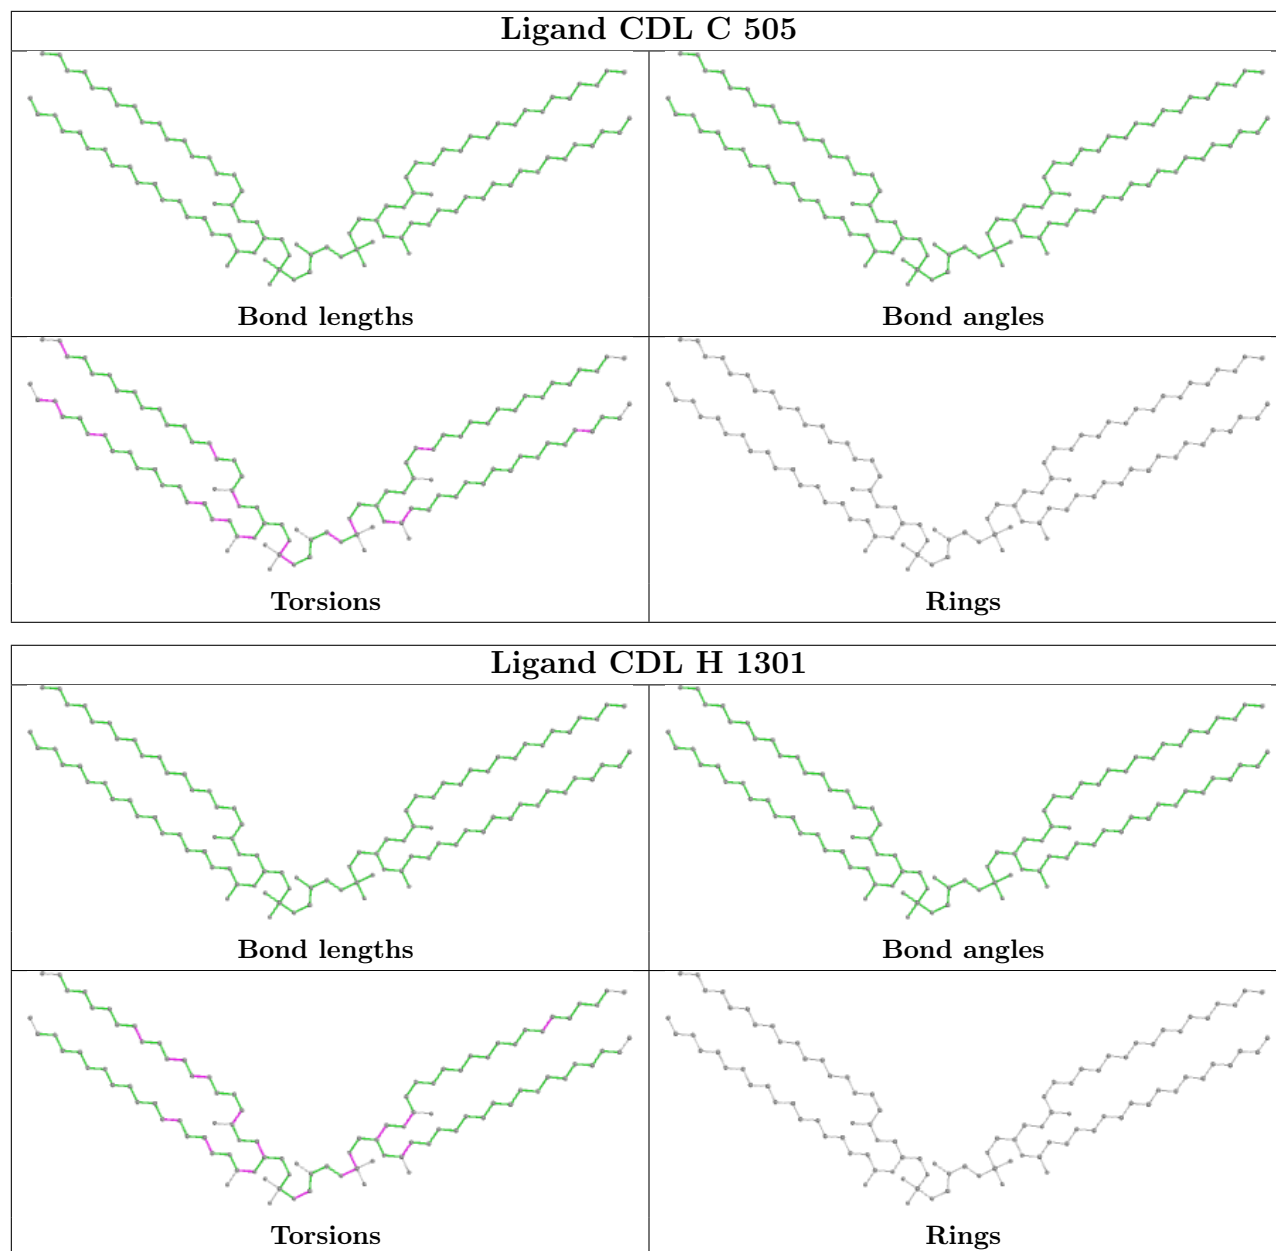 Ligand CDL C 505
Bond lengths
Bond angles
Torsions
Rings
Ligand CDL H 1301
Bond lengths
Bond angles
Torsions
Rings